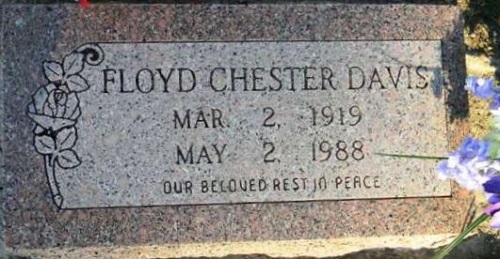 FLOYD CHESTER DAVIS
MAR. 2, 1919
MAY 2, 1988
OUR BELOVED REST IN PEACE